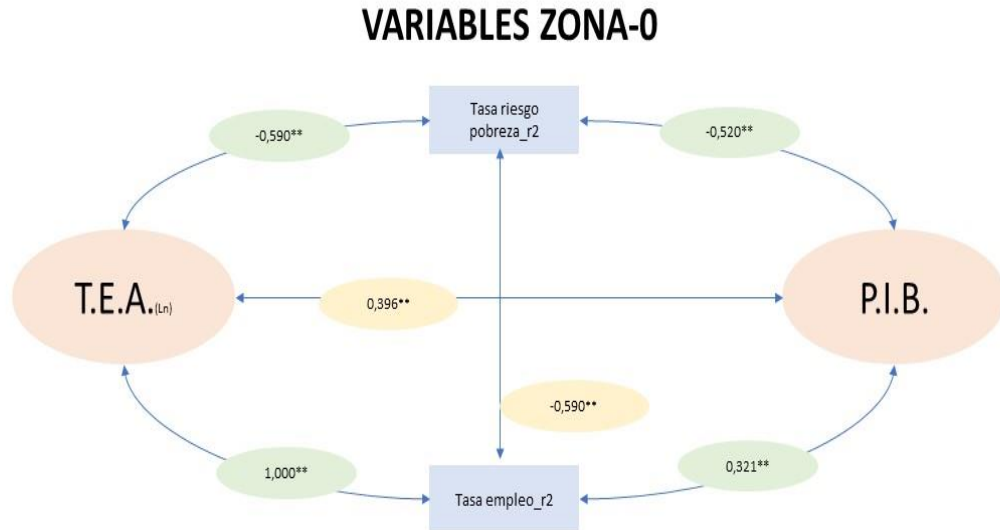 VARIABLES ZONA-0
Tasa riesgo
pobreza_r2
-0,590**
-0,520**
T.E.A.(Ln)
0,396**
P.I.B.
-0,590**
1,000**
0,321**
Tasa empleo_r2